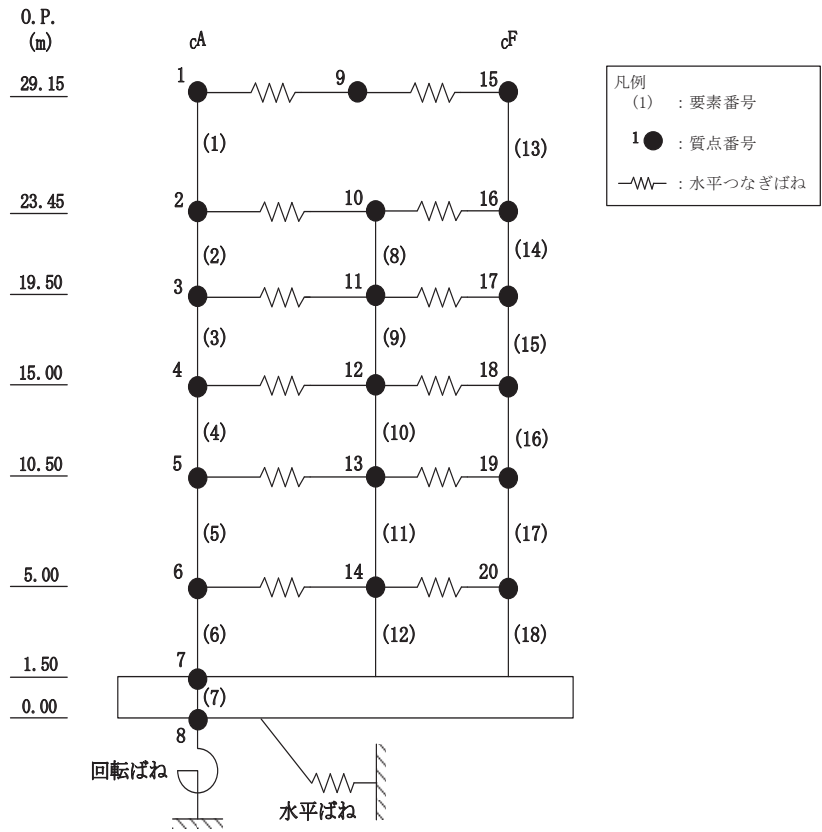 O.P.
(m)
cA cF
29.15 1 9 15
(1) (13)
23.45 2 10 16
(2) (8) (14)
19.50 3 11 17
(3) (9) (15)
15.00 4 12 18
(4) (10) (16)
10.50 5 13 19
(5) (11) (17)
5.00 6 14 20
(6) (12) (18)
1.50 7
(7)
0.00
8
回転ばね
水平ばね
凡例
(1) : 要素番号
1 : 質点番号
: 水平つなぎばね